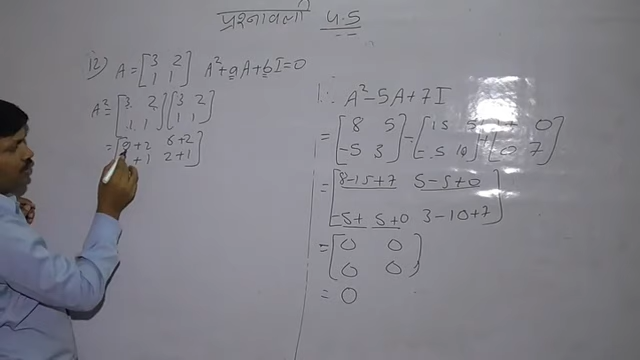 प्रश्नावली 4.5
12) A = [3 2 A² + aA + bI = 0
1 1]
A² = [3 2] [3 2]
1 1 1 1
= [9+2 6+2
+1 2+1]
∴ A² − 5A + 7I
= [8 5 − [15 0
−5 3] 10] + [0 7]
= [8−15+7 5−5+0
−5+5+0 3−10+7]
= [0 0
0 0]
= 0